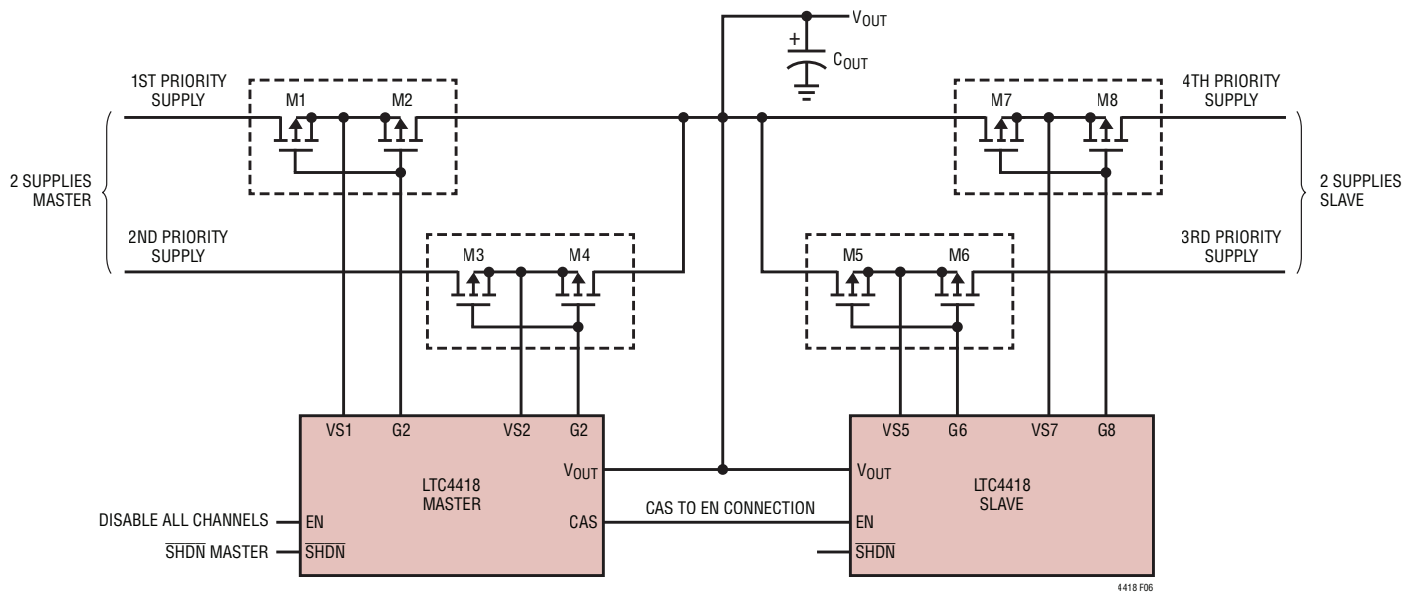 VOUT
+
COUT
1ST PRIORITY
SUPPLY
M1
M2
M7
M8
4TH PRIORITY
SUPPLY
2 SUPPLIES
MASTER
2 SUPPLIES
SLAVE
2ND PRIORITY
SUPPLY
M3
M4
M5
M6
3RD PRIORITY
SUPPLY
VS1
G2
VS2
G2
VS5
G6
VS7
G8
VOUT
VOUT
LTC4418
MASTER
LTC4418
SLAVE
DISABLE ALL CHANNELS
EN
CAS
CAS TO EN CONNECTION
EN
SHDN MASTER
SHDN
SHDN
4418 F06